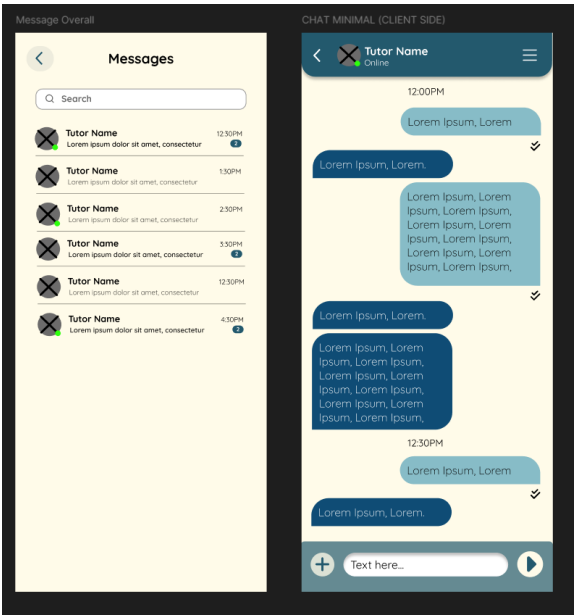 Message Overall
Messages
Search
Tutor Name
12:30PM
Lorem ipsum dolor sit amet, consectetur
2
Tutor Name
1:30PM
Lorem ipsum dolor sit amet, consectetur
Tutor Name
2:30PM
Lorem ipsum dolor sit amet, consectetur
Tutor Name
3:30PM
Lorem ipsum dolor sit amet, consectetur
2
Tutor Name
12:30PM
Lorem ipsum dolor sit amet, consectetur
Tutor Name
4:30PM
Lorem ipsum dolor sit amet, consectetur
2
CHAT MINIMAL (CLIENT SIDE)
Tutor Name
Online
12:00PM
Lorem Ipsum, Lorem
Lorem Ipsum, Lorem.
Lorem Ipsum, Lorem
Ipsum, Lorem Ipsum,
Lorem Ipsum, Lorem
Ipsum, Lorem Ipsum,
Lorem Ipsum, Lorem
Ipsum, Lorem Ipsum,
Lorem Ipsum, Lorem.
Lorem Ipsum, Lorem
Ipsum, Lorem Ipsum,
Lorem Ipsum, Lorem
Ipsum, Lorem Ipsum,
Lorem Ipsum, Lorem
Ipsum, Lorem Ipsum,
12:30PM
Lorem Ipsum, Lorem
Lorem Ipsum, Lorem.
Text here...